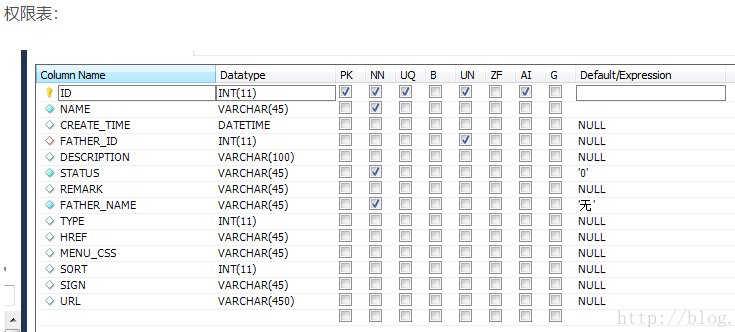 权限表:
Column Name Datatype PK NN UQ B UN ZF AI G Default/Expression
ID INT(11)
NAME VARCHAR(45)
CREATE_TIME DATETIME NULL
FATHER_ID INT(11) NULL
DESCRIPTION VARCHAR(100) NULL
STATUS VARCHAR(45) '0'
REMARK VARCHAR(45) NULL
FATHER_NAME VARCHAR(45) '无'
TYPE INT(11) NULL
HREF VARCHAR(45) NULL
MENU_CSS VARCHAR(45) NULL
SORT INT(11) NULL
SIGN VARCHAR(45) NULL
URL VARCHAR(450) NULL
http://blog.